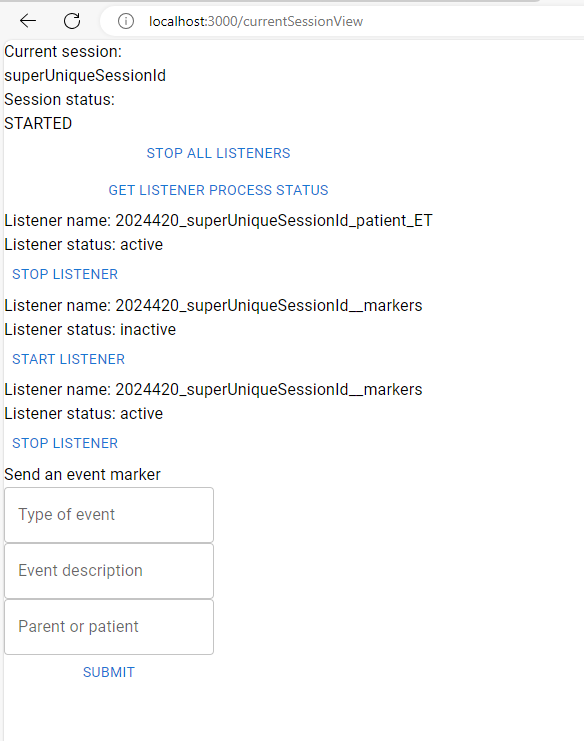 localhost:3000/currentSessionView
Current session:
superUniqueSessionId
Session status:
STARTED
STOP ALL LISTENERS
GET LISTENER PROCESS STATUS
Listener name: 2024420_superUniqueSessionId_patient_ET
Listener status: active
STOP LISTENER
Listener name: 2024420_superUniqueSessionId__markers
Listener status: inactive
START LISTENER
Listener name: 2024420_superUniqueSessionId__markers
Listener status: active
STOP LISTENER
Send an event marker
Type of event
Event description
Parent or patient
SUBMIT